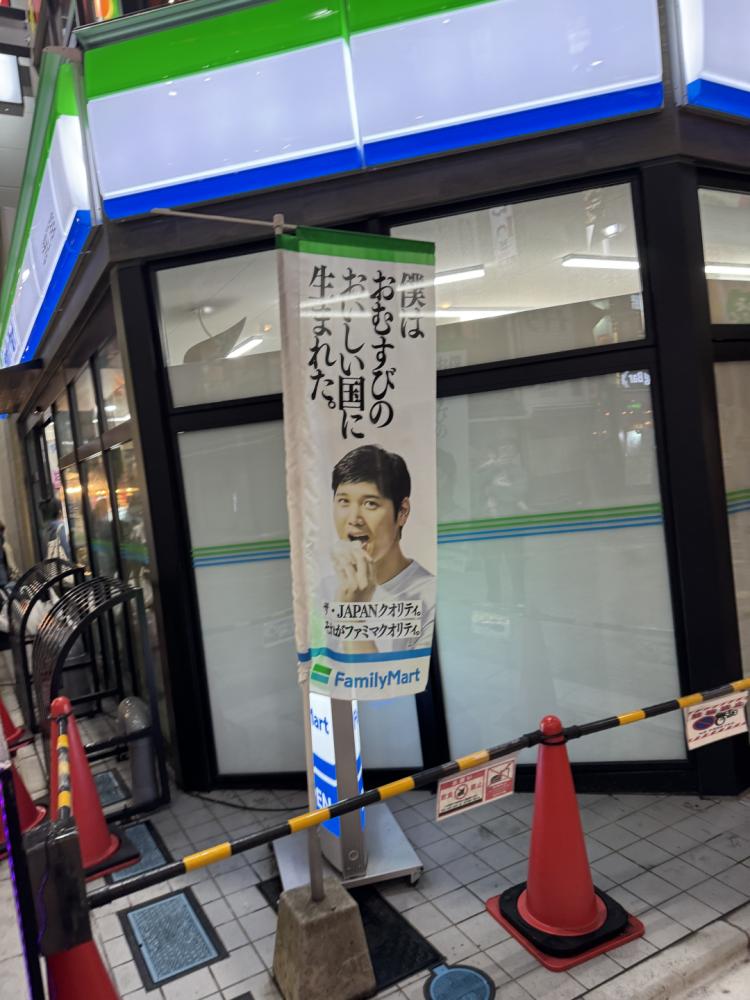 僕は
おむすびの
おいしい国に
生まれた。
ザ・JAPANクオリティ。
それがファミマクオリティ。
FamilyMart